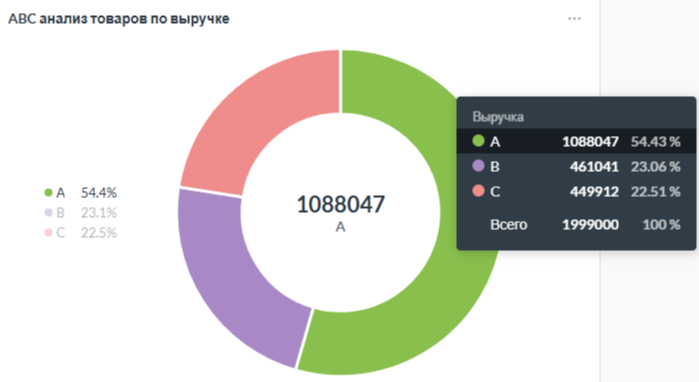 ABC анализ товаров по выручке
...
Выручка
A 1088047 54.43 %
B 461041 23.06 %
C 449912 22.51 %
Всего 1999000 100 %
A 54.4%
B 23.1%
C 22.5%
1088047
A